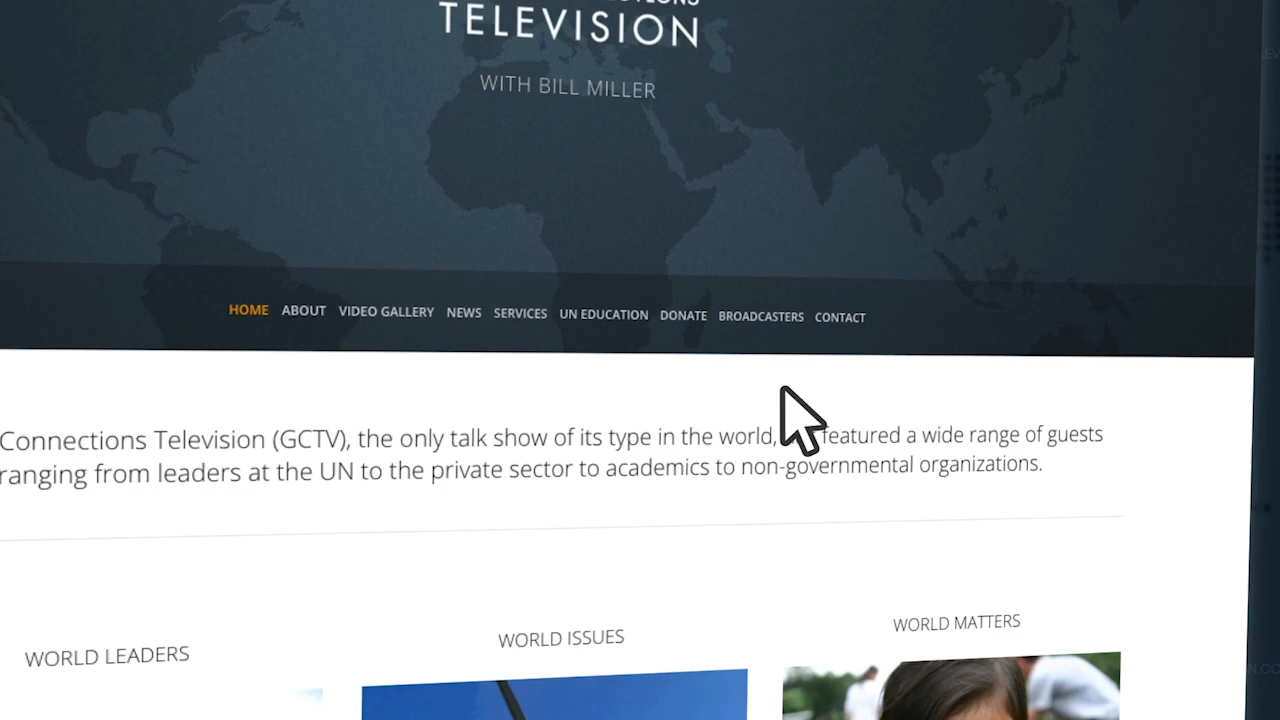 TELEVISION
WITH BILL MILLER
HOME ABOUT VIDEO GALLERY NEWS SERVICES UN EDUCATION DONATE BROADCASTERS CONTACT
Connections Television (GCTV), the only talk show of its type in the world, featured a wide range of guests
ranging from leaders at the UN to the private sector to academics to non-governmental organizations.
WORLD LEADERS
WORLD ISSUES
WORLD MATTERS